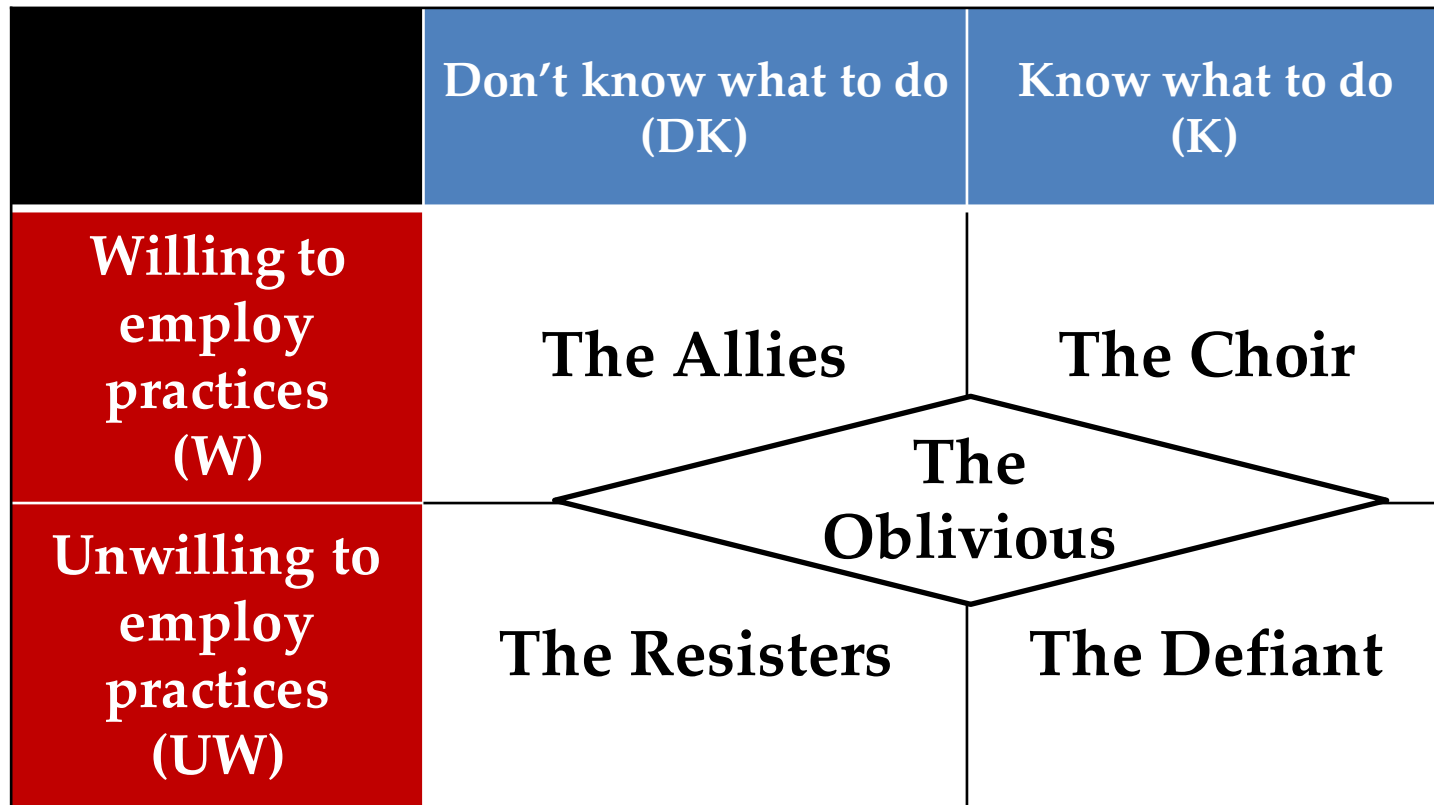 Don’t know what to do
(DK)
Know what to do
(K)
Willing to
employ
practices
(W)
The Allies
The Choir
The
Oblivious
Unwilling to
employ
practices
(UW)
The Resisters
The Defiant